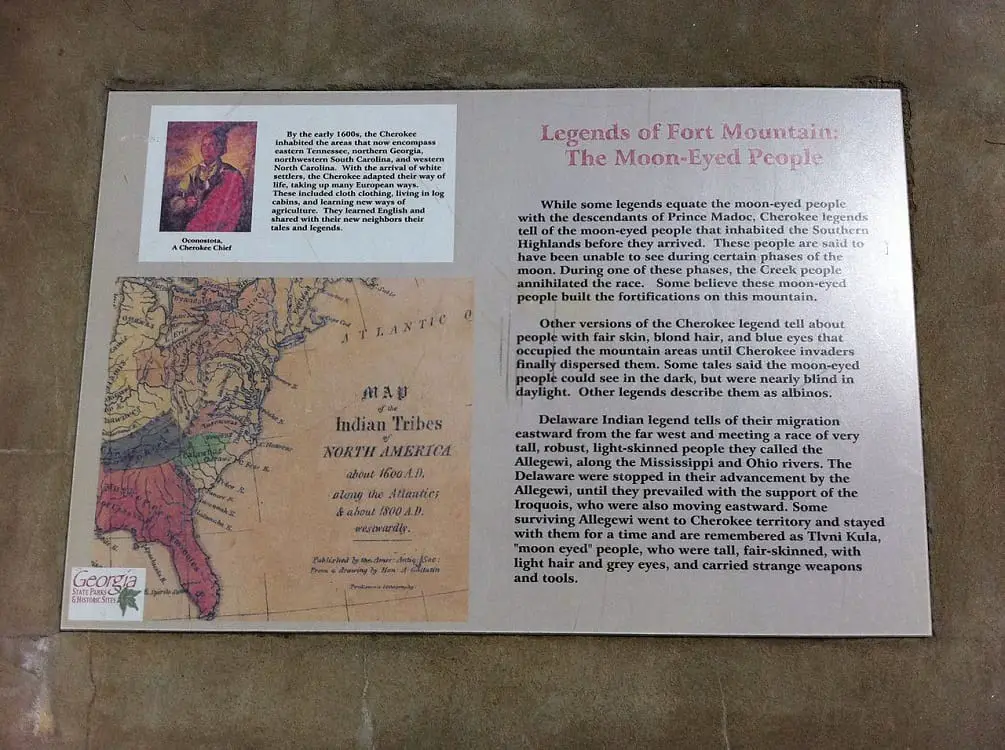 By the early 1600s, the Cherokee
inhabited the areas that now encompass
eastern Tennessee, northern Georgia,
northwestern South Carolina, and western
North Carolina. With the arrival of white
settlers, the Cherokee adapted their way of
life, taking up many European ways.
These included cloth clothing, living in log
cabins, and learning new ways of
agriculture. They learned English and
shared with their new neighbors their
tales and legends.
Oconostota,
A Cherokee Chief
ATLANTIC O
MAP
of the
Indian Tribes
of
NORTH AMERICA
about 1600 A.D.
along the Atlantic;
& about 1800 A.D.
westwardly.
Published by the Amer: Antiq: Soc:
From a drawing by Hon. A. Gallatin
Georgia
STATE PARKS
& HISTORIC SITES
Legends of Fort Mountain:
The Moon-Eyed People
While some legends equate the moon-eyed people
with the descendants of Prince Madoc, Cherokee legends
tell of the moon-eyed people that inhabited the Southern
Highlands before they arrived. These people are said to
have been unable to see during certain phases of the
moon. During one of these phases, the Creek people
annihilated the race. Some believe these moon-eyed
people built the fortifications on this mountain.
Other versions of the Cherokee legend tell about
people with fair skin, blond hair, and blue eyes that
occupied the mountain areas until Cherokee invaders
finally dispersed them. Some tales said the moon-eyed
people could see in the dark, but were nearly blind in
daylight. Other legends describe them as albinos.
Delaware Indian legend tells of their migration
eastward from the far west and meeting a race of very
tall, robust, light-skinned people they called the
Allegewi, along the Mississippi and Ohio rivers. The
Delaware were stopped in their advancement by the
Allegewi, until they prevailed with the support of the
Iroquois, who were also moving eastward. Some
surviving Allegewi went to Cherokee territory and stayed
with them for a time and are remembered as Tlvni Kula,
"moon eyed" people, who were tall, fair-skinned, with
light hair and grey eyes, and carried strange weapons
and tools.